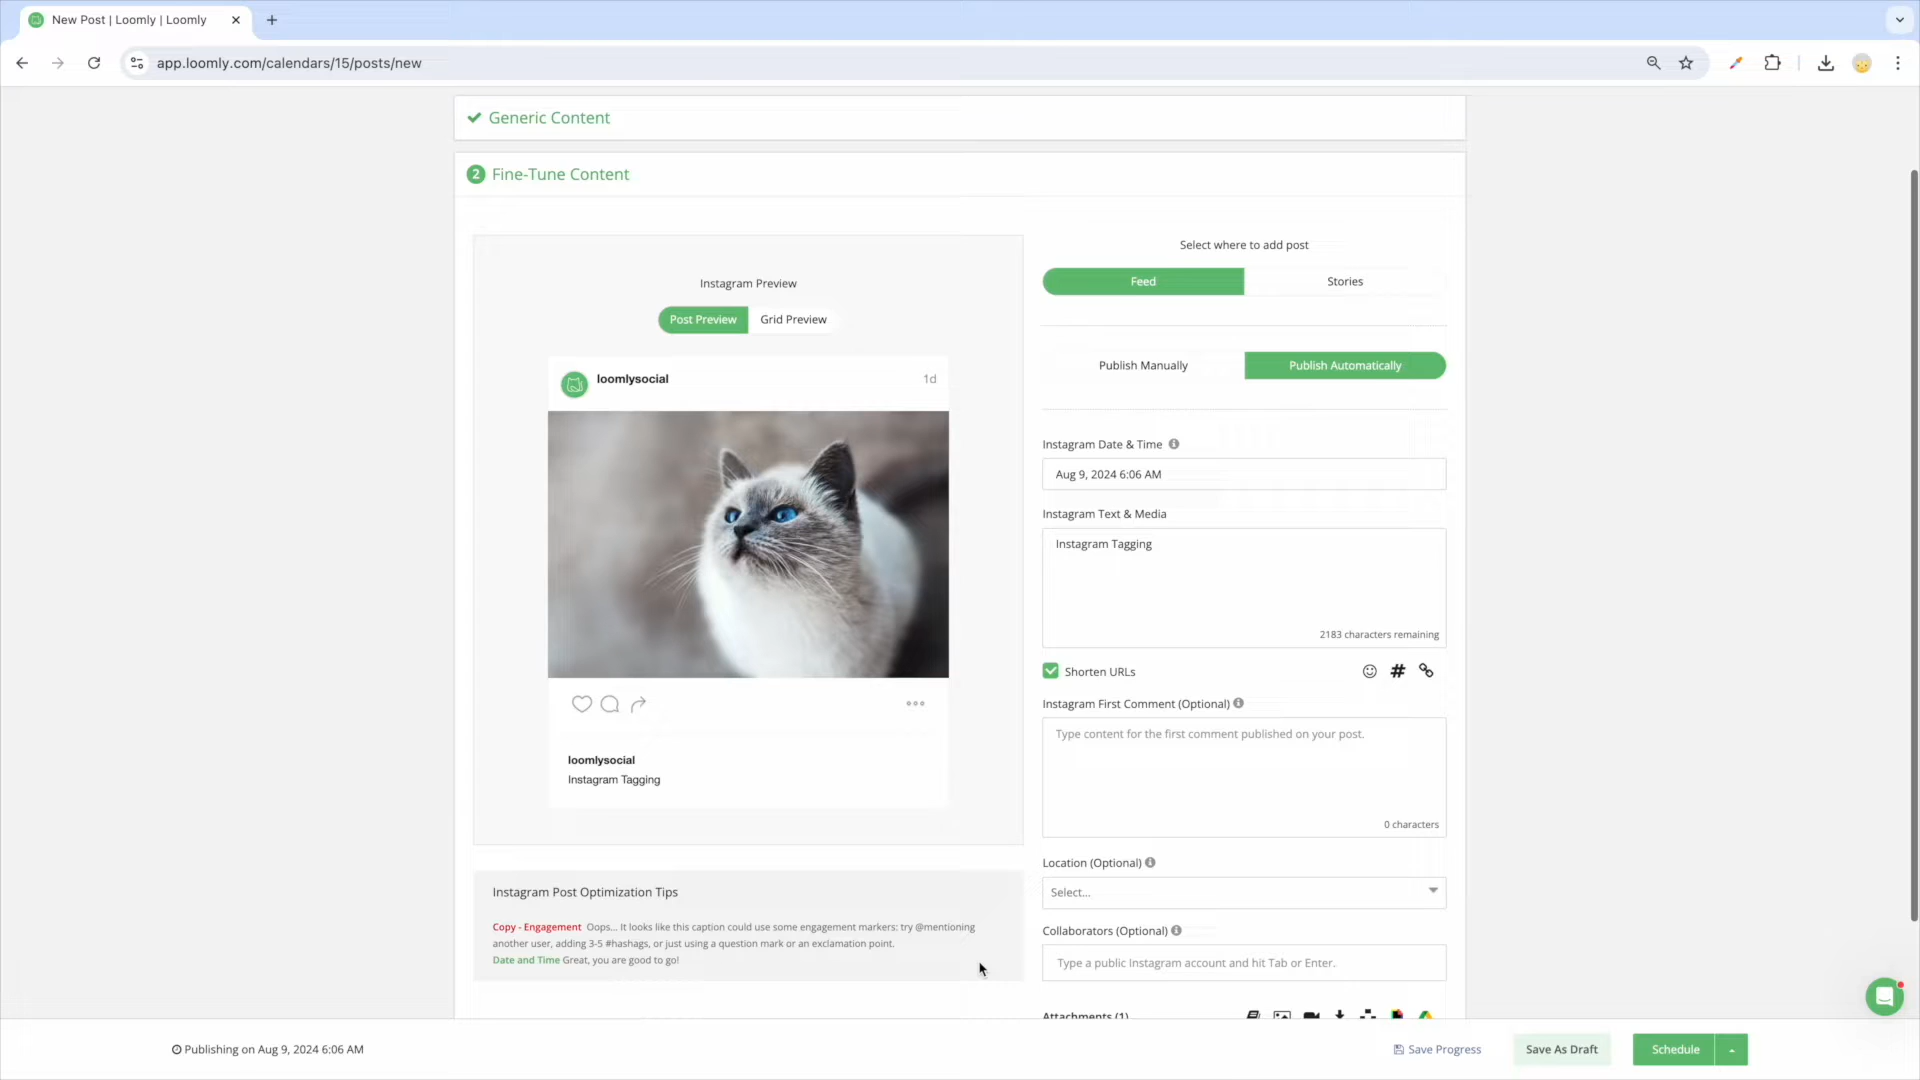 New Post | Loomly | Loomly
app.loomly.com/calendars/15/posts/new
Generic Content
2 Fine-Tune Content
Instagram Preview
Post Preview
Grid Preview
loomlysocial
1d
loomlysocial
Instagram Tagging
Instagram Post Optimization Tips
Copy - Engagement Oops... It looks like this caption could use some engagement markers: try @mentioning
another user, adding 3-5 #hashags, or just using a question mark or an exclamation point.
Date and Time Great, you are good to go!
Select where to add post
Feed
Stories
Publish Manually
Publish Automatically
Instagram Date & Time
Aug 9, 2024 6:06 AM
Instagram Text & Media
Instagram Tagging
2183 characters remaining
Shorten URLs
Instagram First Comment (Optional)
Type content for the first comment published on your post.
0 characters
Location (Optional)
Select...
Collaborators (Optional)
Type a public Instagram account and hit Tab or Enter.
Attachments (1)
Publishing on Aug 9, 2024 6:06 AM
Save Progress
Save As Draft
Schedule